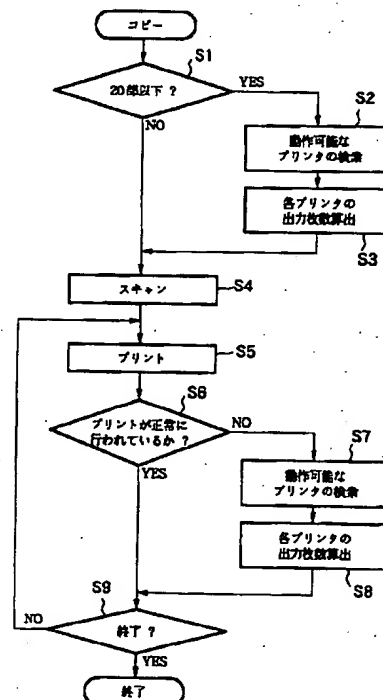 コピー
S1
20部以下 ?
YES
NO
S2
動作可能な
プリンタの検索
各プリンタの
出力枚数算出
S3
スキャン
S4
プリント
S5
S6
プリントが正常に
行われているか ?
NO
YES
S7
動作可能な
プリンタの検索
各プリンタの
出力枚数算出
S8
S9
NO
終了 ?
YES
終了